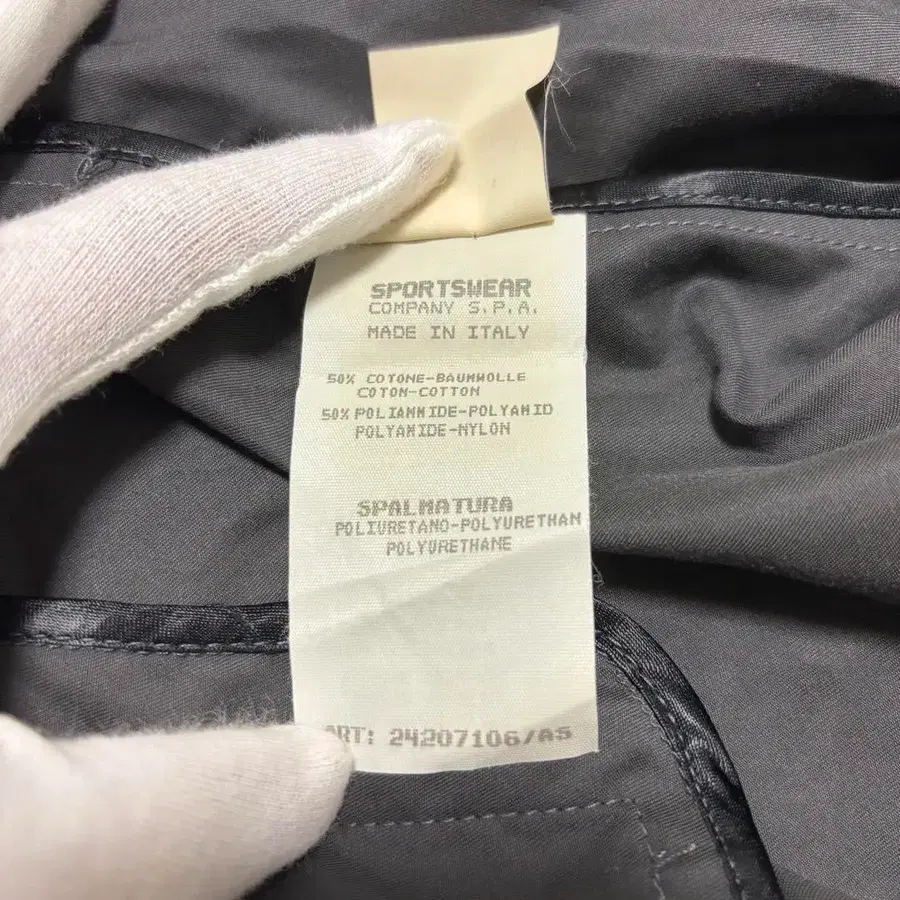 SPORTSWEAR
COMPANY S.P.A.
MADE IN ITALY
50% COTONE-BAUMWOLLE
COTON-COTTON
50% POLIAMMIDE-POLYAMID
POLYAMIDE-NYLON
SPALMATURA
POLIURETANO-POLYURETHAN
POLYURETHANE
ART: 24207106/AS